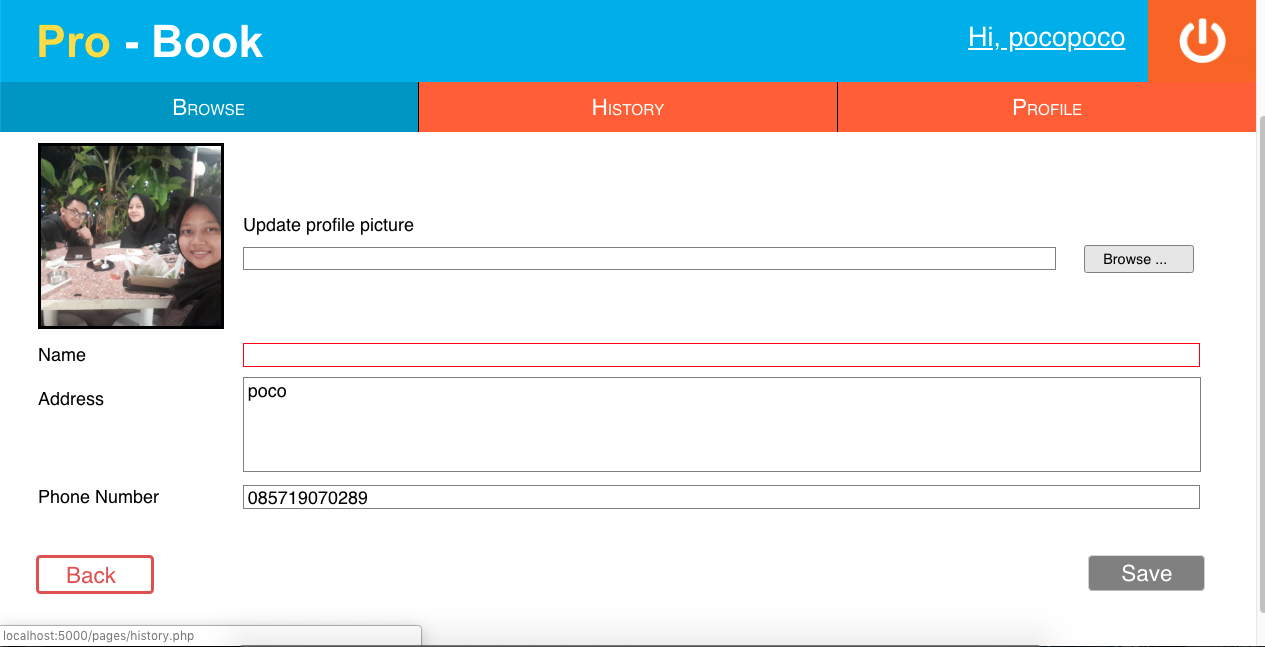 Pro - Book
Hi, pocopoco
Browse
History
Profile
Update profile picture
Browse ...
Name
Address
poco
Phone Number
085719070289
Back
Save
localhost:5000/pages/history.php